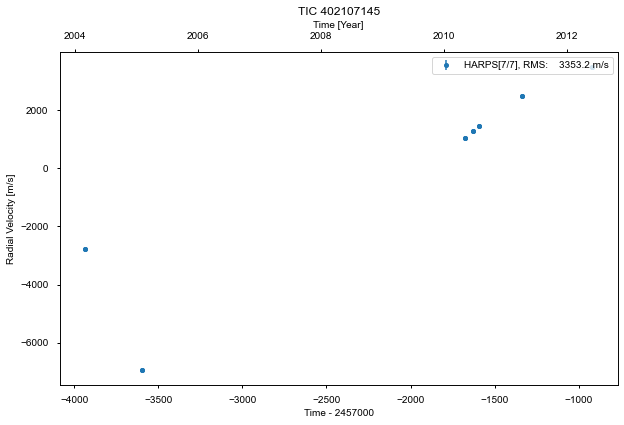 TIC 402107145
Time [Year]
2004 2006 2008 2010 2012
HARPS[7/7], RMS: 3353.2 m/s
Radial Velocity [m/s]
2000
0
−2000
−4000
−6000
−4000 −3500 −3000 −2500 −2000 −1500 −1000
Time - 2457000